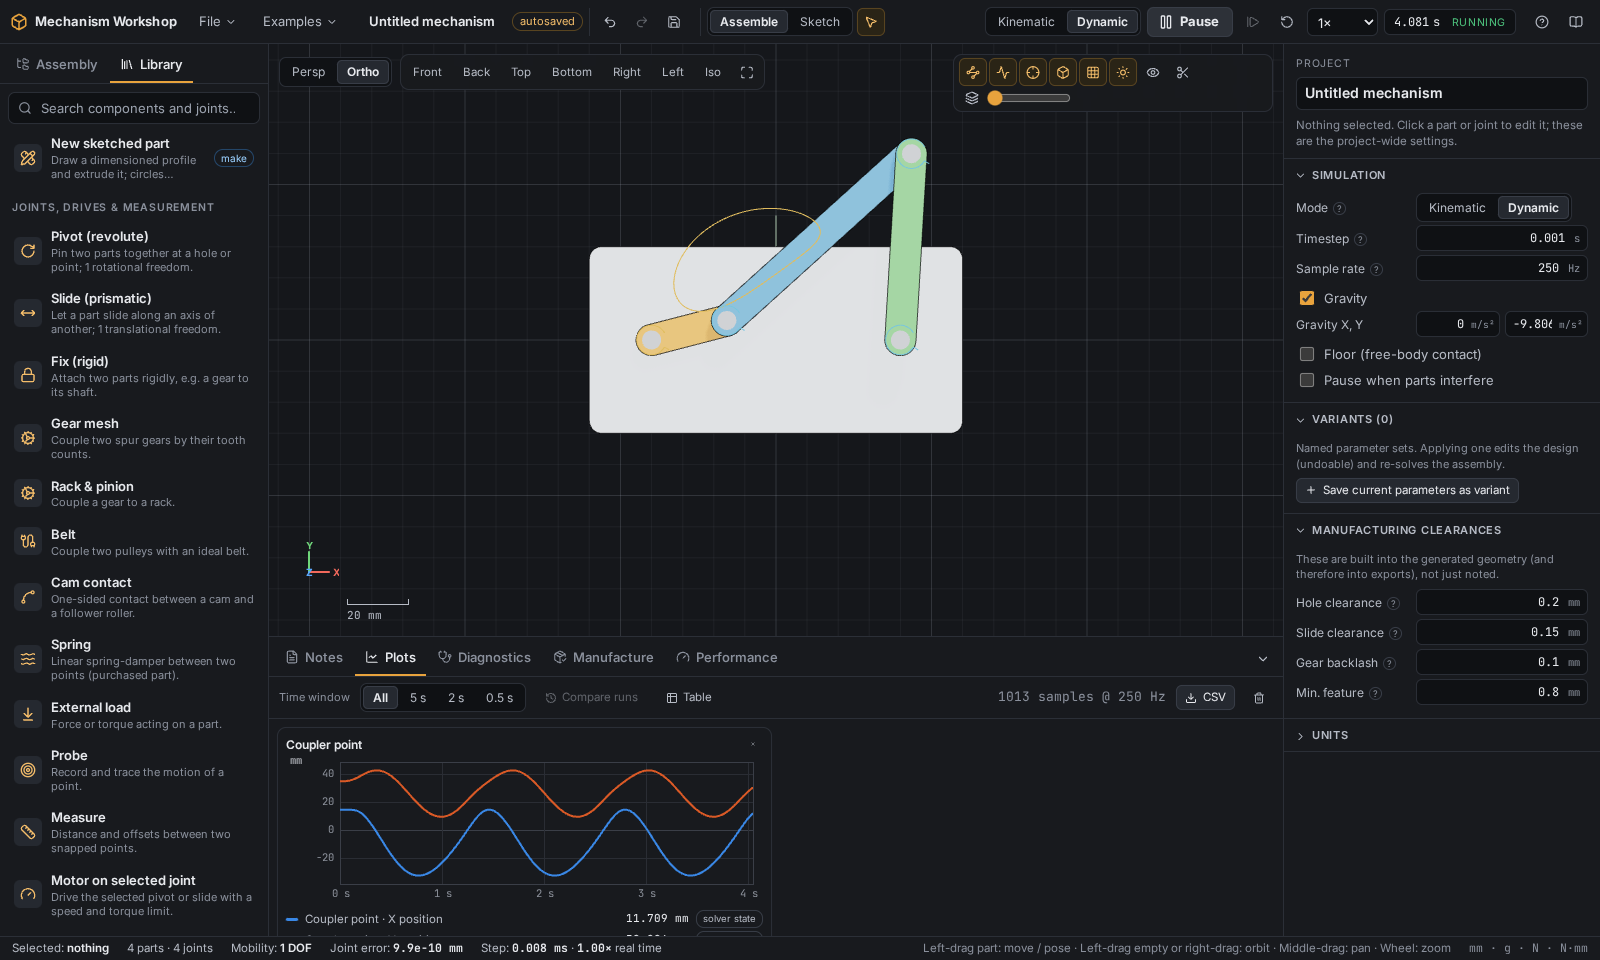 Mechanism Workshop File Examples Untitled mechanism autosaved Assemble Sketch Kinematic Dynamic Pause 1× 4.081 s RUNNING
Assembly Library
Search components and joints..
New sketched part
Draw a dimensioned profile
and extrude it; circles...
make
JOINTS, DRIVES & MEASUREMENT
Pivot (revolute)
Pin two parts together at a hole or
point; 1 rotational freedom.
Slide (prismatic)
Let a part slide along an axis of
another; 1 translational freedom.
Fix (rigid)
Attach two parts rigidly, e.g. a gear to
its shaft.
Gear mesh
Couple two spur gears by their tooth
counts.
Rack & pinion
Couple a gear to a rack.
Belt
Couple two pulleys with an ideal belt.
Cam contact
One-sided contact between a cam and
a follower roller.
Spring
Linear spring-damper between two
points (purchased part).
External load
Force or torque acting on a part.
Probe
Record and trace the motion of a
point.
Measure
Distance and offsets between two
snapped points.
Motor on selected joint
Drive the selected pivot or slide with a
speed and torque limit.
Persp Ortho Front Back Top Bottom Right Left Iso
Y
Z X
20 mm
Notes Plots Diagnostics Manufacture Performance
Time window All 5 s 2 s 0.5 s Compare runs Table 1013 samples @ 250 Hz CSV
Coupler point ×
mm
40
20
0
-20
0 s 1 s 2 s 3 s 4 s
Coupler point · X position 11.709 mm solver state
PROJECT
Untitled mechanism
Nothing selected. Click a part or joint to edit it; these
are the project-wide settings.
SIMULATION
Mode ? Kinematic Dynamic
Timestep ? 0.001 s
Sample rate ? 250 Hz
Gravity
Gravity X, Y 0 m/s² -9.806 m/s²
Floor (free-body contact)
Pause when parts interfere
VARIANTS (0)
Named parameter sets. Applying one edits the design
(undoable) and re-solves the assembly.
+ Save current parameters as variant
MANUFACTURING CLEARANCES
These are built into the generated geometry (and
therefore into exports), not just noted.
Hole clearance ? 0.2 mm
Slide clearance ? 0.15 mm
Gear backlash ? 0.1 mm
Min. feature ? 0.8 mm
UNITS
Selected: nothing 4 parts · 4 joints Mobility: 1 DOF Joint error: 9.9e-10 mm Step: 0.008 ms · 1.00× real time Left-drag part: move / pose · Left-drag empty or right-drag: orbit · Middle-drag: pan · Wheel: zoom mm · g · N · N·mm